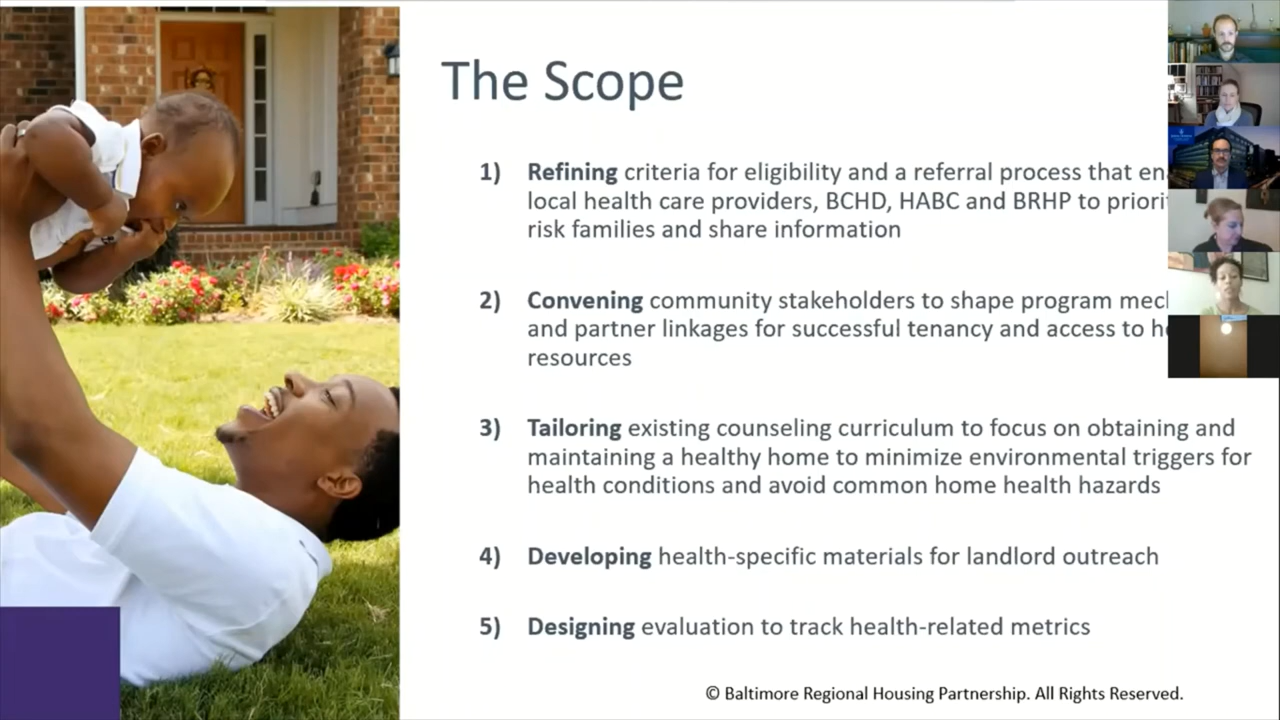 The Scope
1) Refining criteria for eligibility and a referral process that
local health care providers, BCHD, HABC and BRHP to
risk families and share information
2) Convening community stakeholders to shape program
and partner linkages for successful tenancy and access to
resources
3) Tailoring existing counseling curriculum to focus on obtaining and
maintaining a healthy home to minimize environmental triggers for
health conditions and avoid common home health hazards
4) Developing health-specific materials for landlord outreach
5) Designing evaluation to track health-related metrics
© Baltimore Regional Housing Partnership. All Rights Reserved.